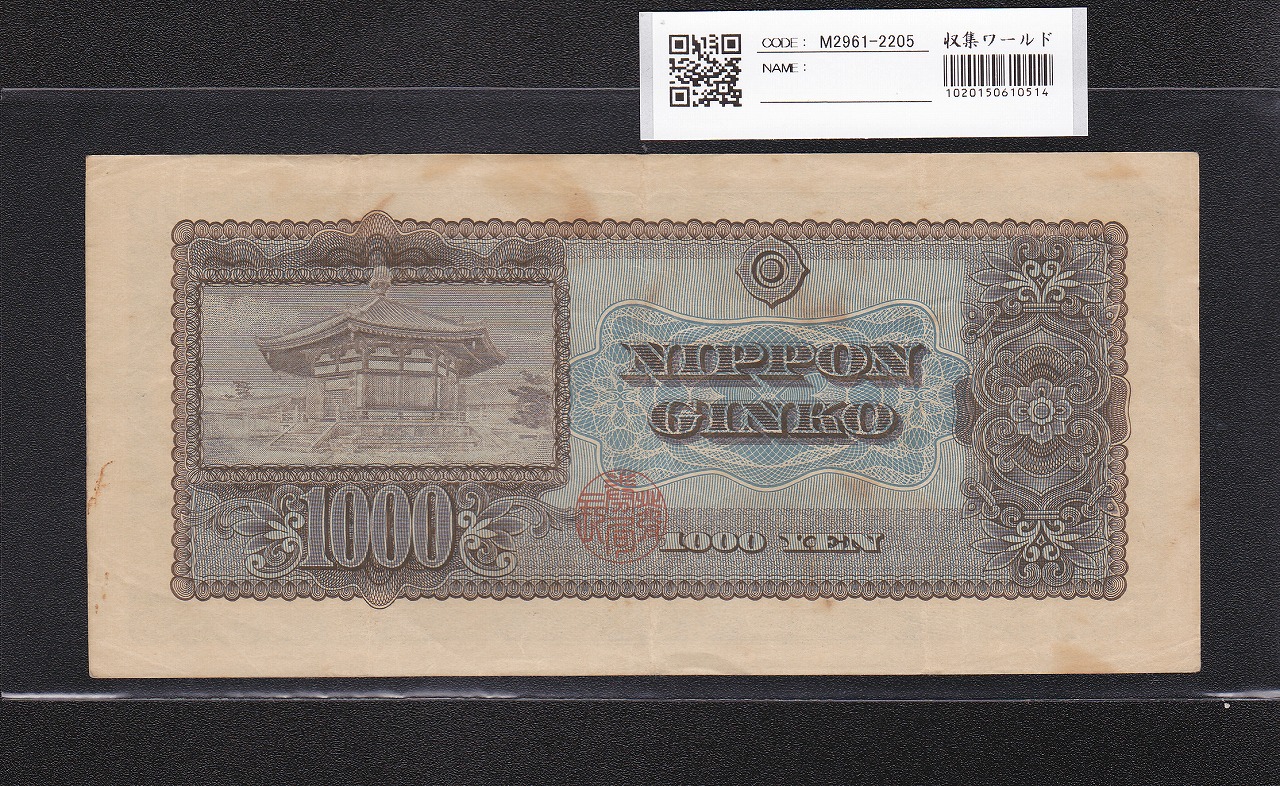 CODE : M2961-2205
収集ワールド
NAME :
1020150610514
NIPPON
GINKO
1000
1000 YEN